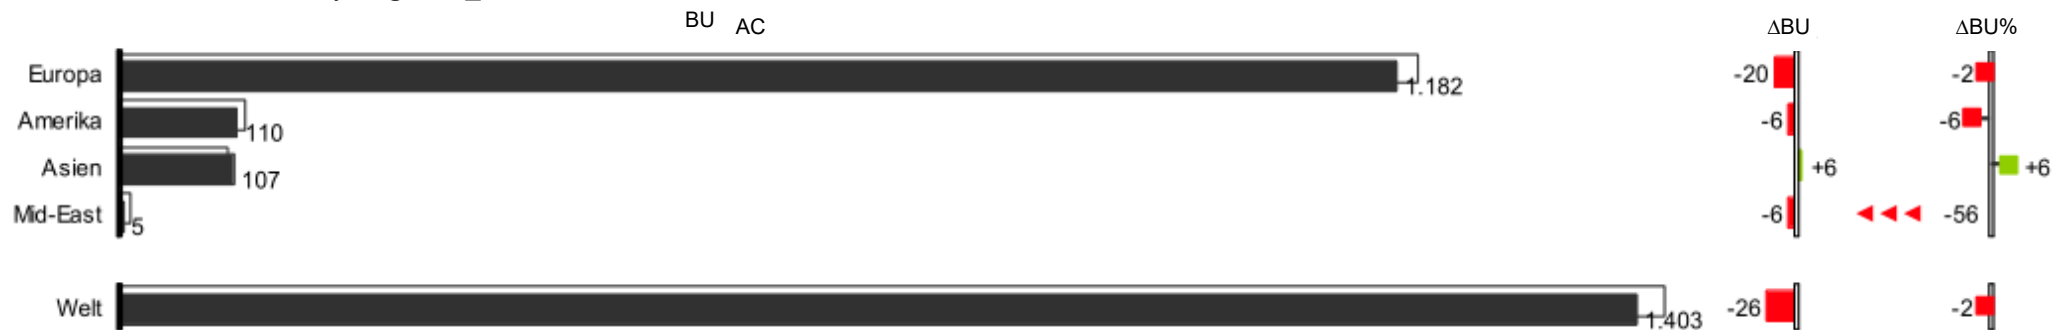 BU AC ΔBU ΔBU%
Europa 1.182 -20 -2
Amerika 110 -6 -6
Asien 107 +6 +6
Mid-East 5 -6 -56
Welt 1.403 -26 -2